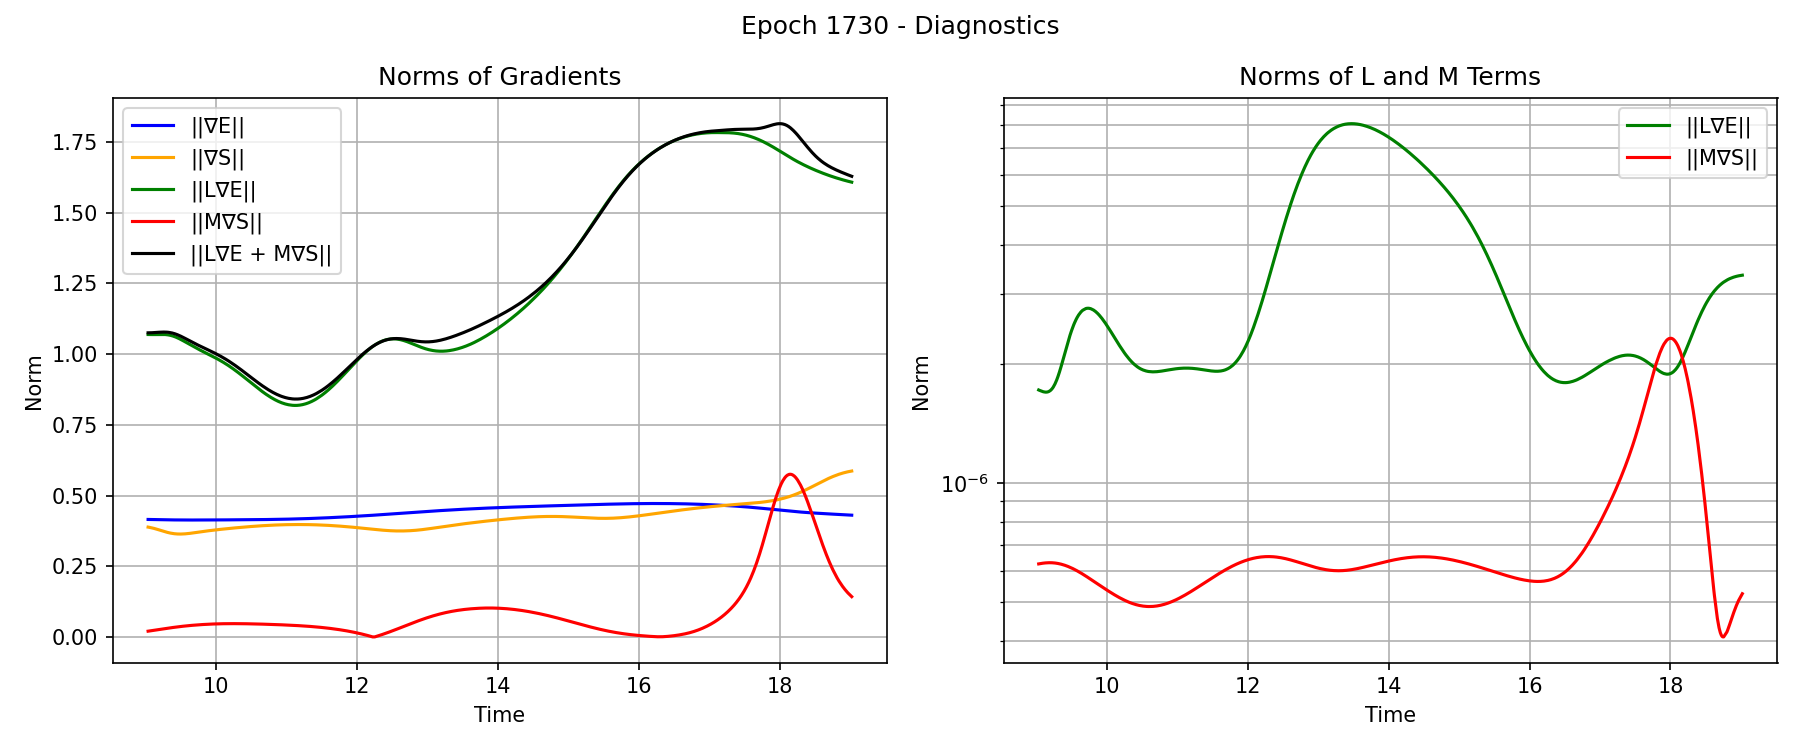 Epoch 1730 - Diagnostics
Norms of Gradients
||∇E||
||∇S||
||L∇E||
||M∇S||
||L∇E + M∇S||
Norm
1.75
1.50
1.25
1.00
0.75
0.50
0.25
0.00
10 12 14 16 18
Time
Norms of L and M Terms
||L∇E||
||M∇S||
Norm
10⁻⁶
10 12 14 16 18
Time